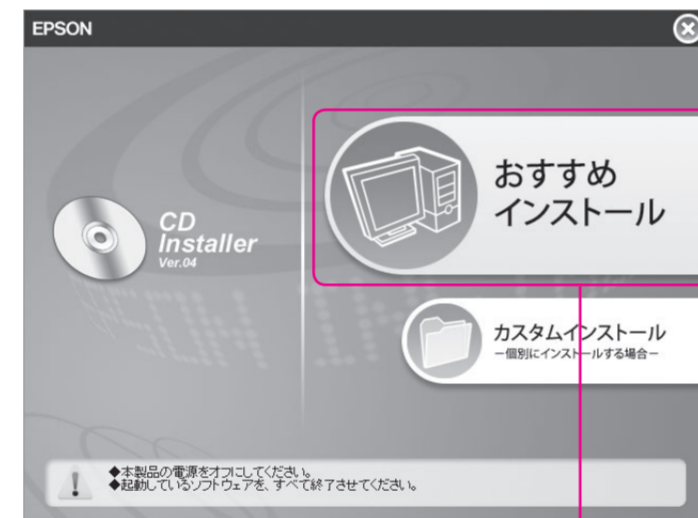 EPSON
CD
Installer
Ver.04
おすすめ
インストール
カスタムインストール
－個別にインストールする場合－
◆本製品の電源をオフにしてください。
◆起動しているソフトウェアを、すべて終了させてください。